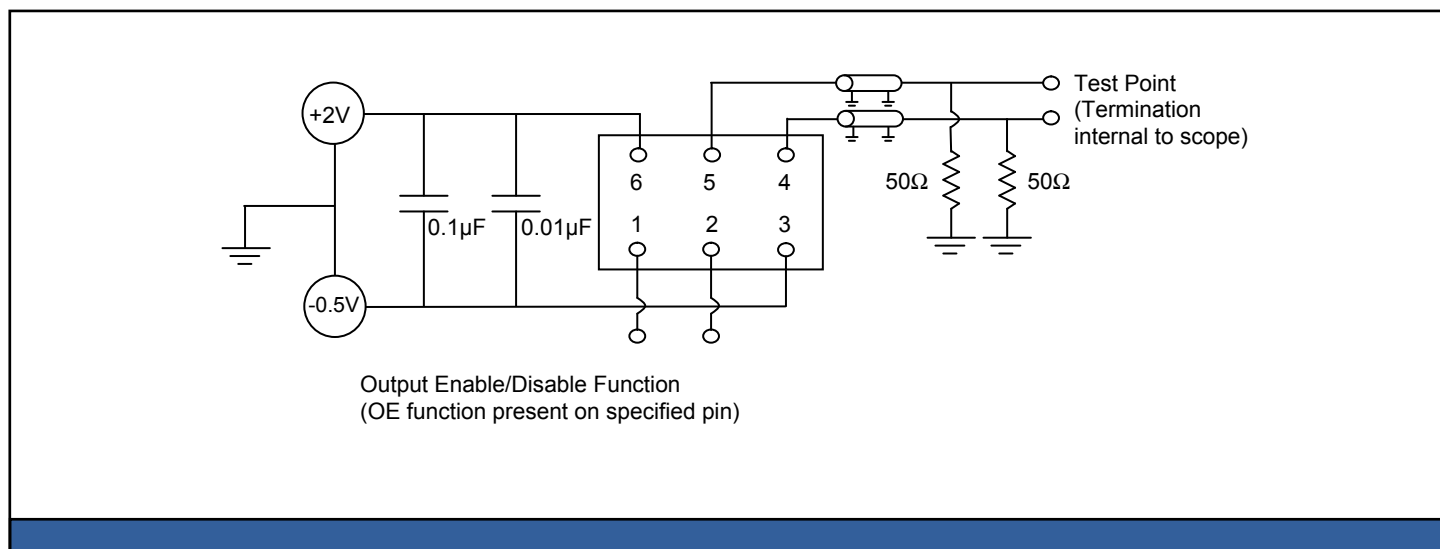 +2V
-0.5V
0.1µF
0.01µF
6 5 4
1 2 3
Test Point
(Termination
internal to scope)
50Ω
50Ω
Output Enable/Disable Function
(OE function present on specified pin)